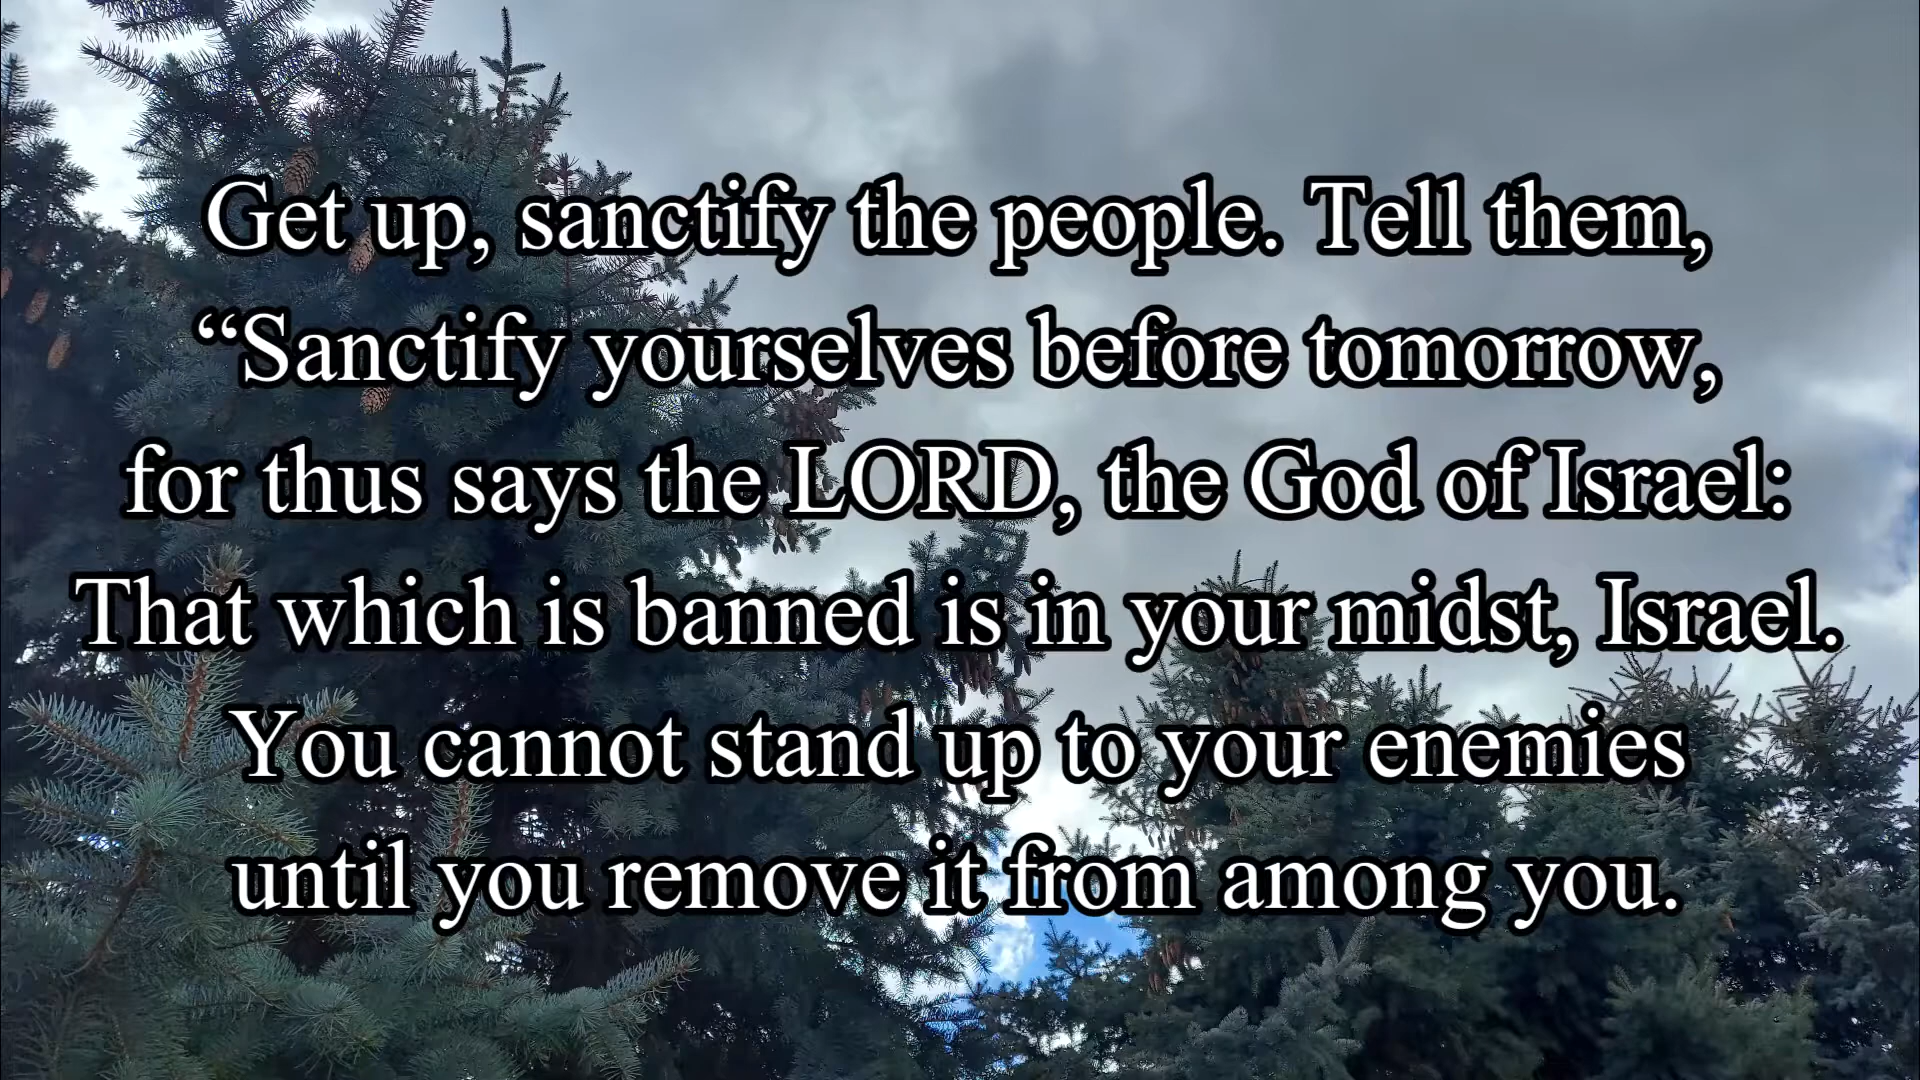 Get up, sanctify the people. Tell them,
“Sanctify yourselves before tomorrow,
for thus says the LORD, the God of Israel:
That which is banned is in your midst, Israel.
You cannot stand up to your enemies
until you remove it from among you.